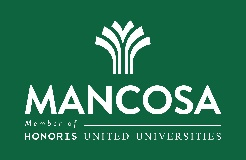 MANCOSA
Member of
HONORIS UNITED UNIVERSITIES